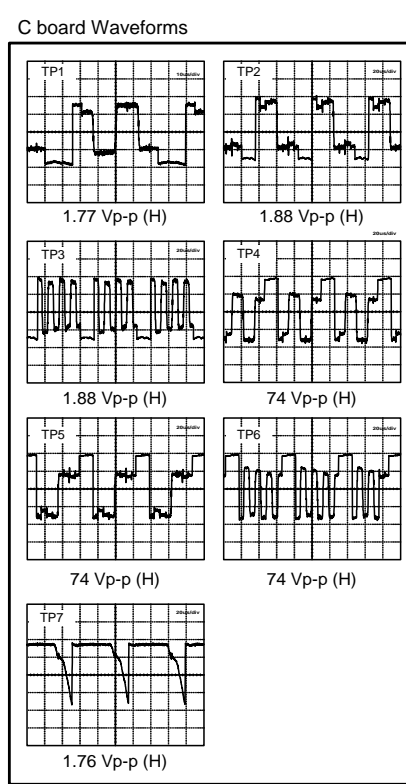 C board Waveforms
TP1 10us/div
TP2 20us/div
1.77 Vp-p (H)
1.88 Vp-p (H)
20us/div
TP3 20us/div
TP4
1.88 Vp-p (H)
74 Vp-p (H)
TP5 20us/div
TP6 20us/div
74 Vp-p (H)
74 Vp-p (H)
TP7 20us/div
1.76 Vp-p (H)